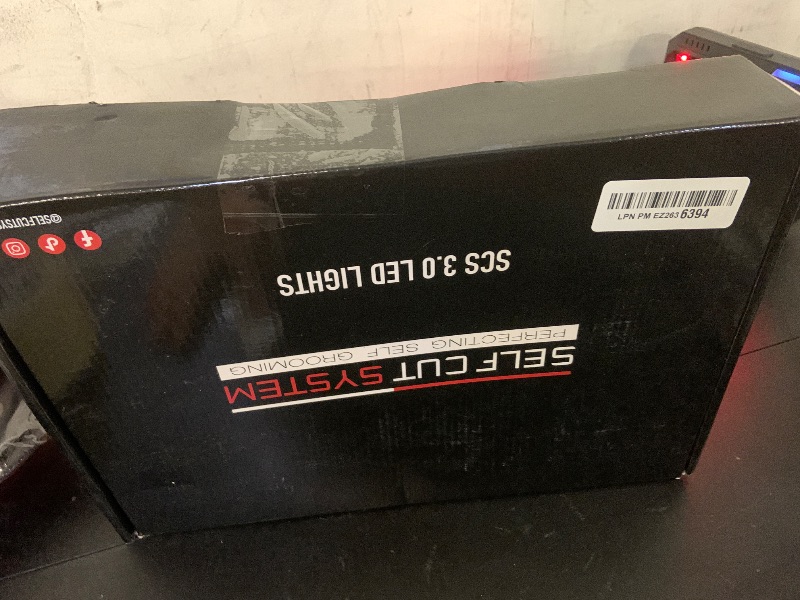 SELF CUT SYSTEM
PERFECTING SELF GROOMING
SCS 3.0 LED LIGHTS
LPN PM EZ263 6394